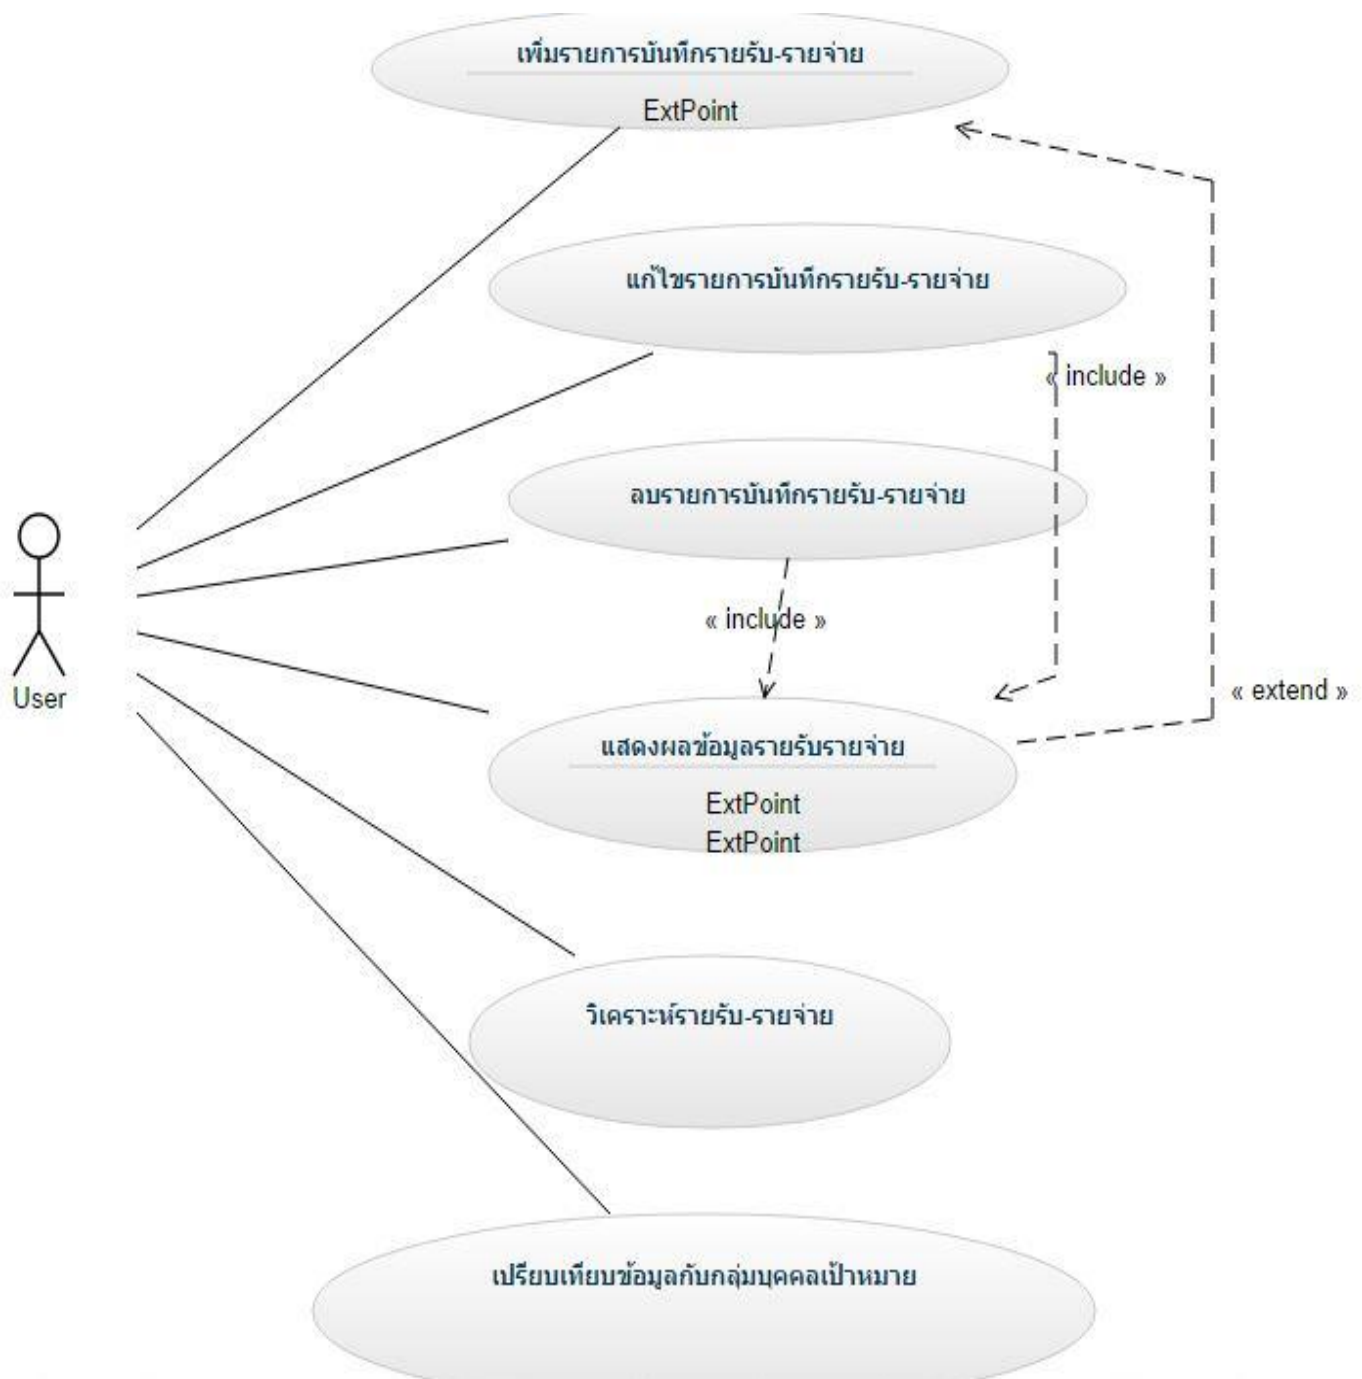 เพิ่มรายการบันทึกรายรับ-รายจ่าย
ExtPoint
แก้ไขรายการบันทึกรายรับ-รายจ่าย
« include »
ลบรายการบันทึกรายรับ-รายจ่าย
« include »
User
« extend »
แสดงผลข้อมูลรายรับรายจ่าย
ExtPoint
ExtPoint
วิเคราะห์รายรับ-รายจ่าย
เปรียบเทียบข้อมูลกับกลุ่มบุคคลเป้าหมาย